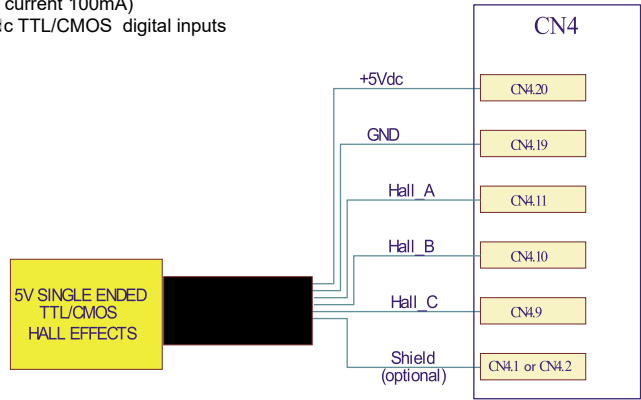 current 100mA)
dc TTL/CMOS digital inputs
CN4
+5Vdc
CN4.20
GND
CN4.19
Hall_A
CN4.11
Hall_B
CN4.10
Hall_C
CN4.9
Shield
(optional)
CN4.1 or CN4.2
5V SINGLE ENDED
TTL/CMOS
HALL EFFECTS